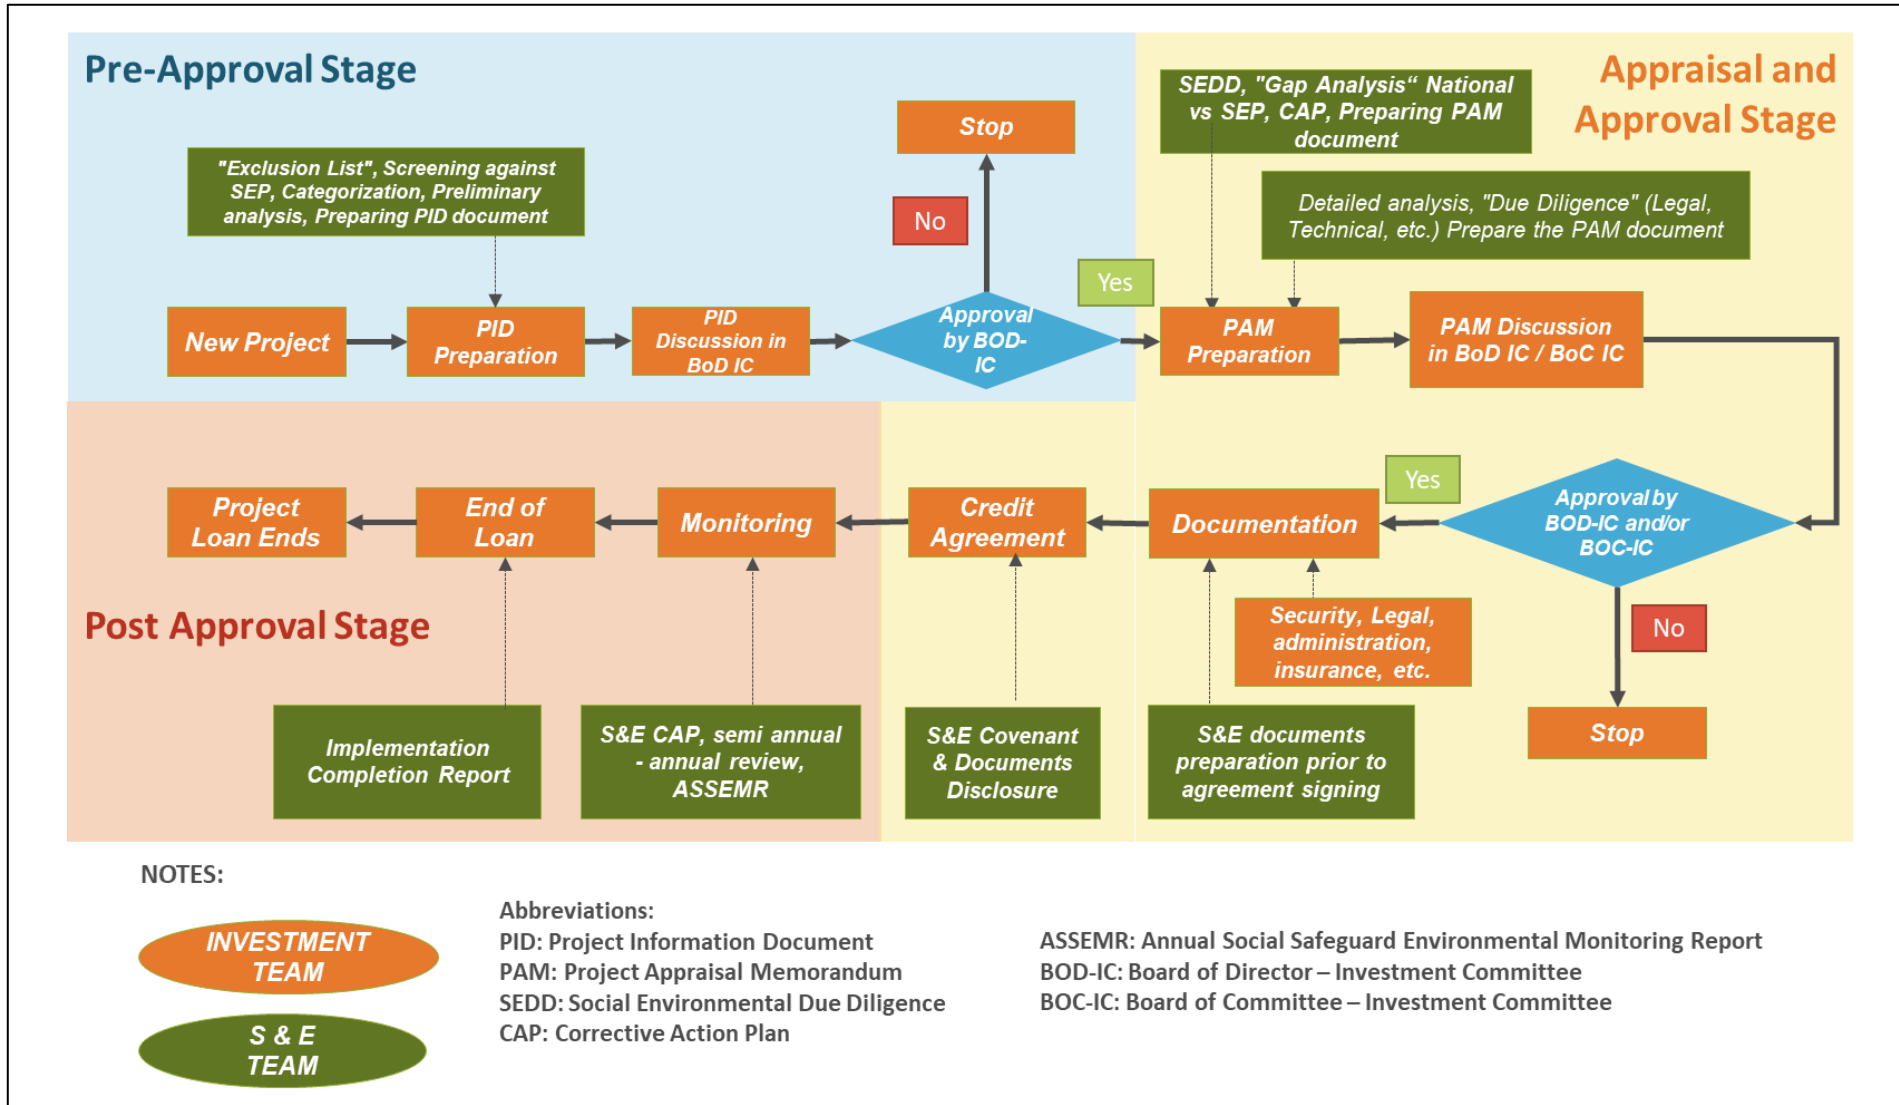 Pre-Approval Stage
Appraisal and
Approval Stage
SEDD, "Gap Analysis“ National
vs SEP, CAP, Preparing PAM
document
Stop
"Exclusion List", Screening against
SEP, Categorization, Preliminary
analysis, Preparing PID document
No
Detailed analysis, "Due Diligence" (Legal,
Technical, etc.) Prepare the PAM document
Yes
New Project
PID
Preparation
PID
Discussion in
BoD IC
Approval
by BOD-
IC
PAM
Preparation
PAM Discussion
in BoD IC / BoC IC
Project
Loan Ends
End of
Loan
Monitoring
Credit
Agreement
Documentation
Yes
Approval by
BOD-IC and/or
BOC-IC
Post Approval Stage
Security, Legal,
administration,
insurance, etc.
No
Implementation
Completion Report
S&E CAP, semi annual
- annual review,
ASSEMR
S&E Covenant
& Documents
Disclosure
S&E documents
preparation prior to
agreement signing
Stop
NOTES:
INVESTMENT
TEAM
S & E
TEAM
Abbreviations:
PID: Project Information Document
PAM: Project Appraisal Memorandum
SEDD: Social Environmental Due Diligence
CAP: Corrective Action Plan
ASSEMR: Annual Social Safeguard Environmental Monitoring Report
BOD-IC: Board of Director – Investment Committee
BOC-IC: Board of Committee – Investment Committee